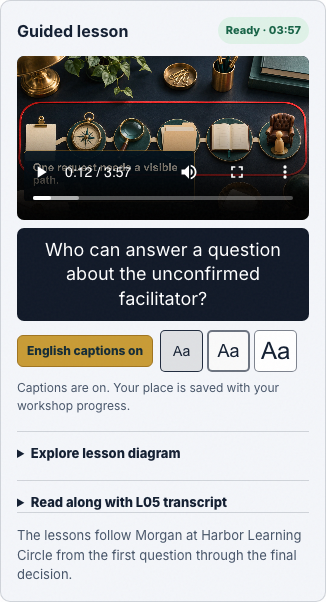 Guided lesson
Ready · 03:57
One request needs a visible
path.
0:12 / 3:57
Who can answer a question
about the unconfirmed
facilitator?
English captions on
Aa
Aa
Aa
Captions are on. Your place is saved with your
workshop progress.
Explore lesson diagram
Read along with L05 transcript
The lessons follow Morgan at Harbor Learning
Circle from the first question through the final
decision.